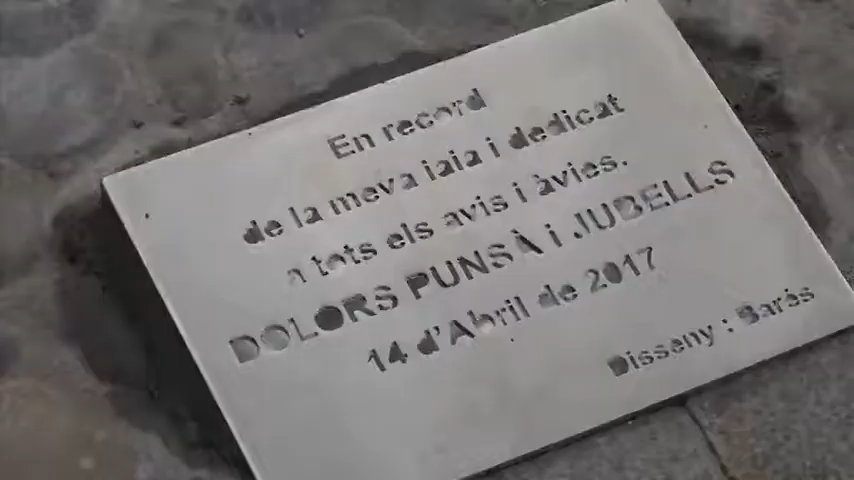 En record
de la meva iaia i dedicat
a tots els avis i àvies.
DOLORS PUNSÀ i JUBELLS
14 d'Abril de 2017
Disseny : Barés